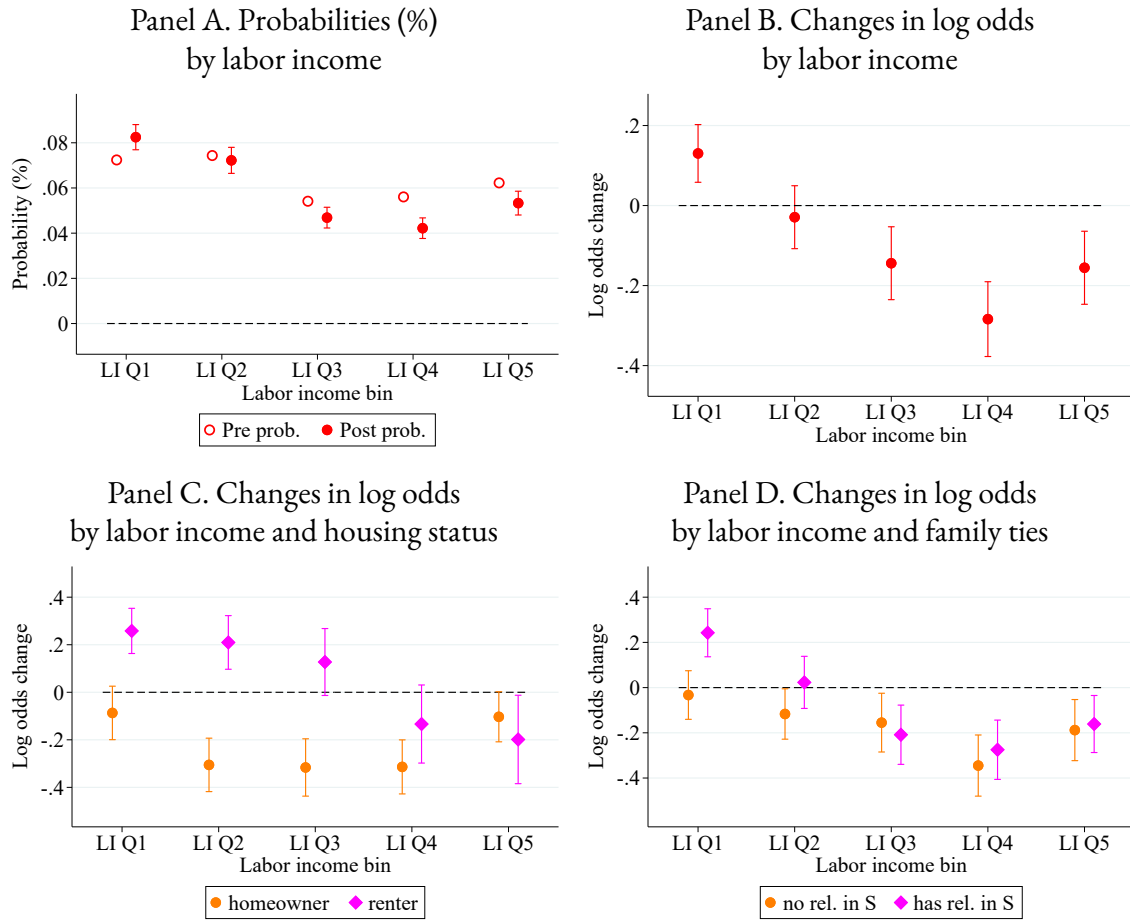 Panel A. Probabilities (%)
by labor income
Probability (%)
.08
.06
.04
.02
0
LI Q1
LI Q2
LI Q3
LI Q4
LI Q5
Labor income bin
Pre prob.
Post prob.
Panel B. Changes in log odds
by labor income
Log odds change
.2
0
-.2
-.4
LI Q1
LI Q2
LI Q3
LI Q4
LI Q5
Labor income bin
Panel C. Changes in log odds
by labor income and housing status
Log odds change
.4
.2
0
-.2
-.4
LI Q1
LI Q2
LI Q3
LI Q4
LI Q5
Labor income bin
homeowner
renter
Panel D. Changes in log odds
by labor income and family ties
Log odds change
.4
.2
0
-.2
-.4
LI Q1
LI Q2
LI Q3
LI Q4
LI Q5
Labor income bin
no rel. in S
has rel. in S